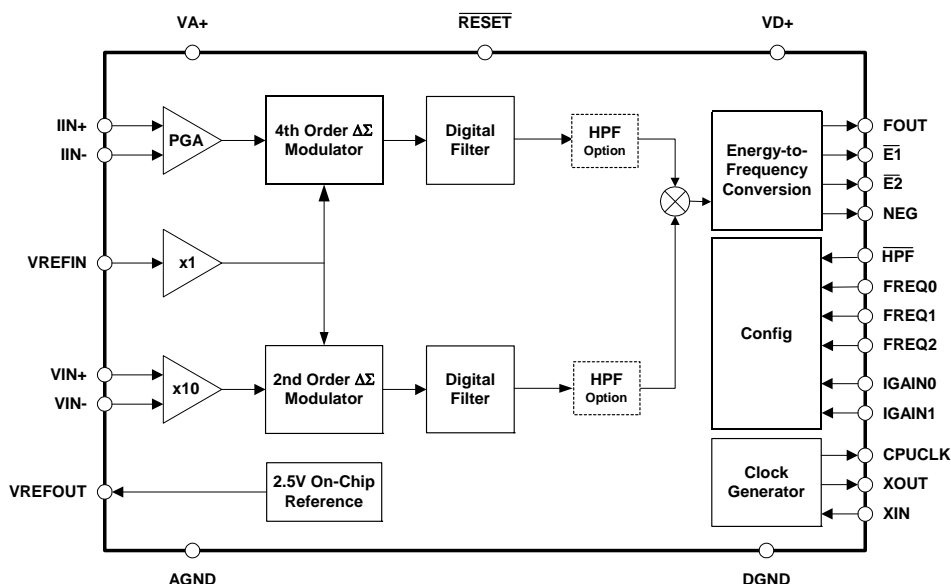 VA+
RESET
VD+
IIN+
IIN-
PGA
4th Order ΔΣ
Modulator
Digital
Filter
HPF
Option
Energy-to-
Frequency
Conversion
FOUT
E1
E2
NEG
VREFIN
x1
Config
HPF
FREQ0
FREQ1
FREQ2
IGAIN0
IGAIN1
VIN+
VIN-
x10
2nd Order ΔΣ
Modulator
Digital
Filter
HPF
Option
VREFOUT
2.5V On-Chip
Reference
Clock
Generator
CPUCLK
XOUT
XIN
AGND
DGND